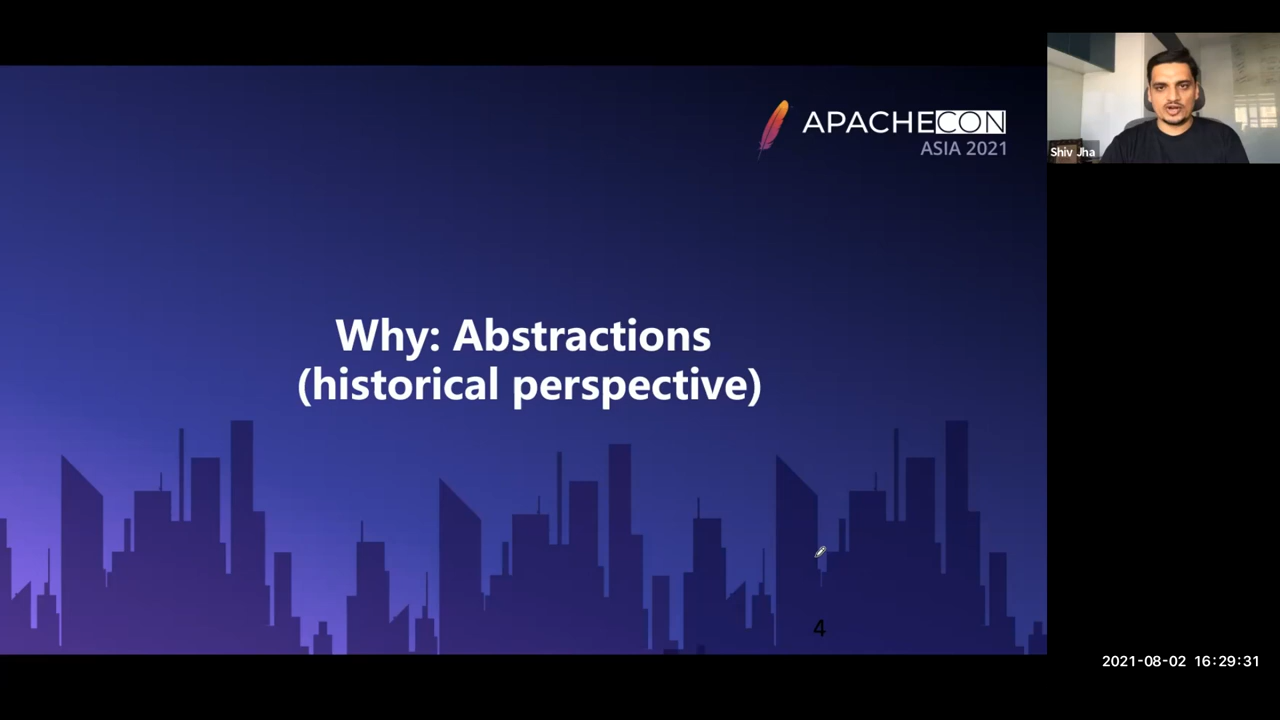 APACHECON
ASIA 2021
Shiv Jha
Why: Abstractions
(historical perspective)
4
2021-08-02 16:29:31